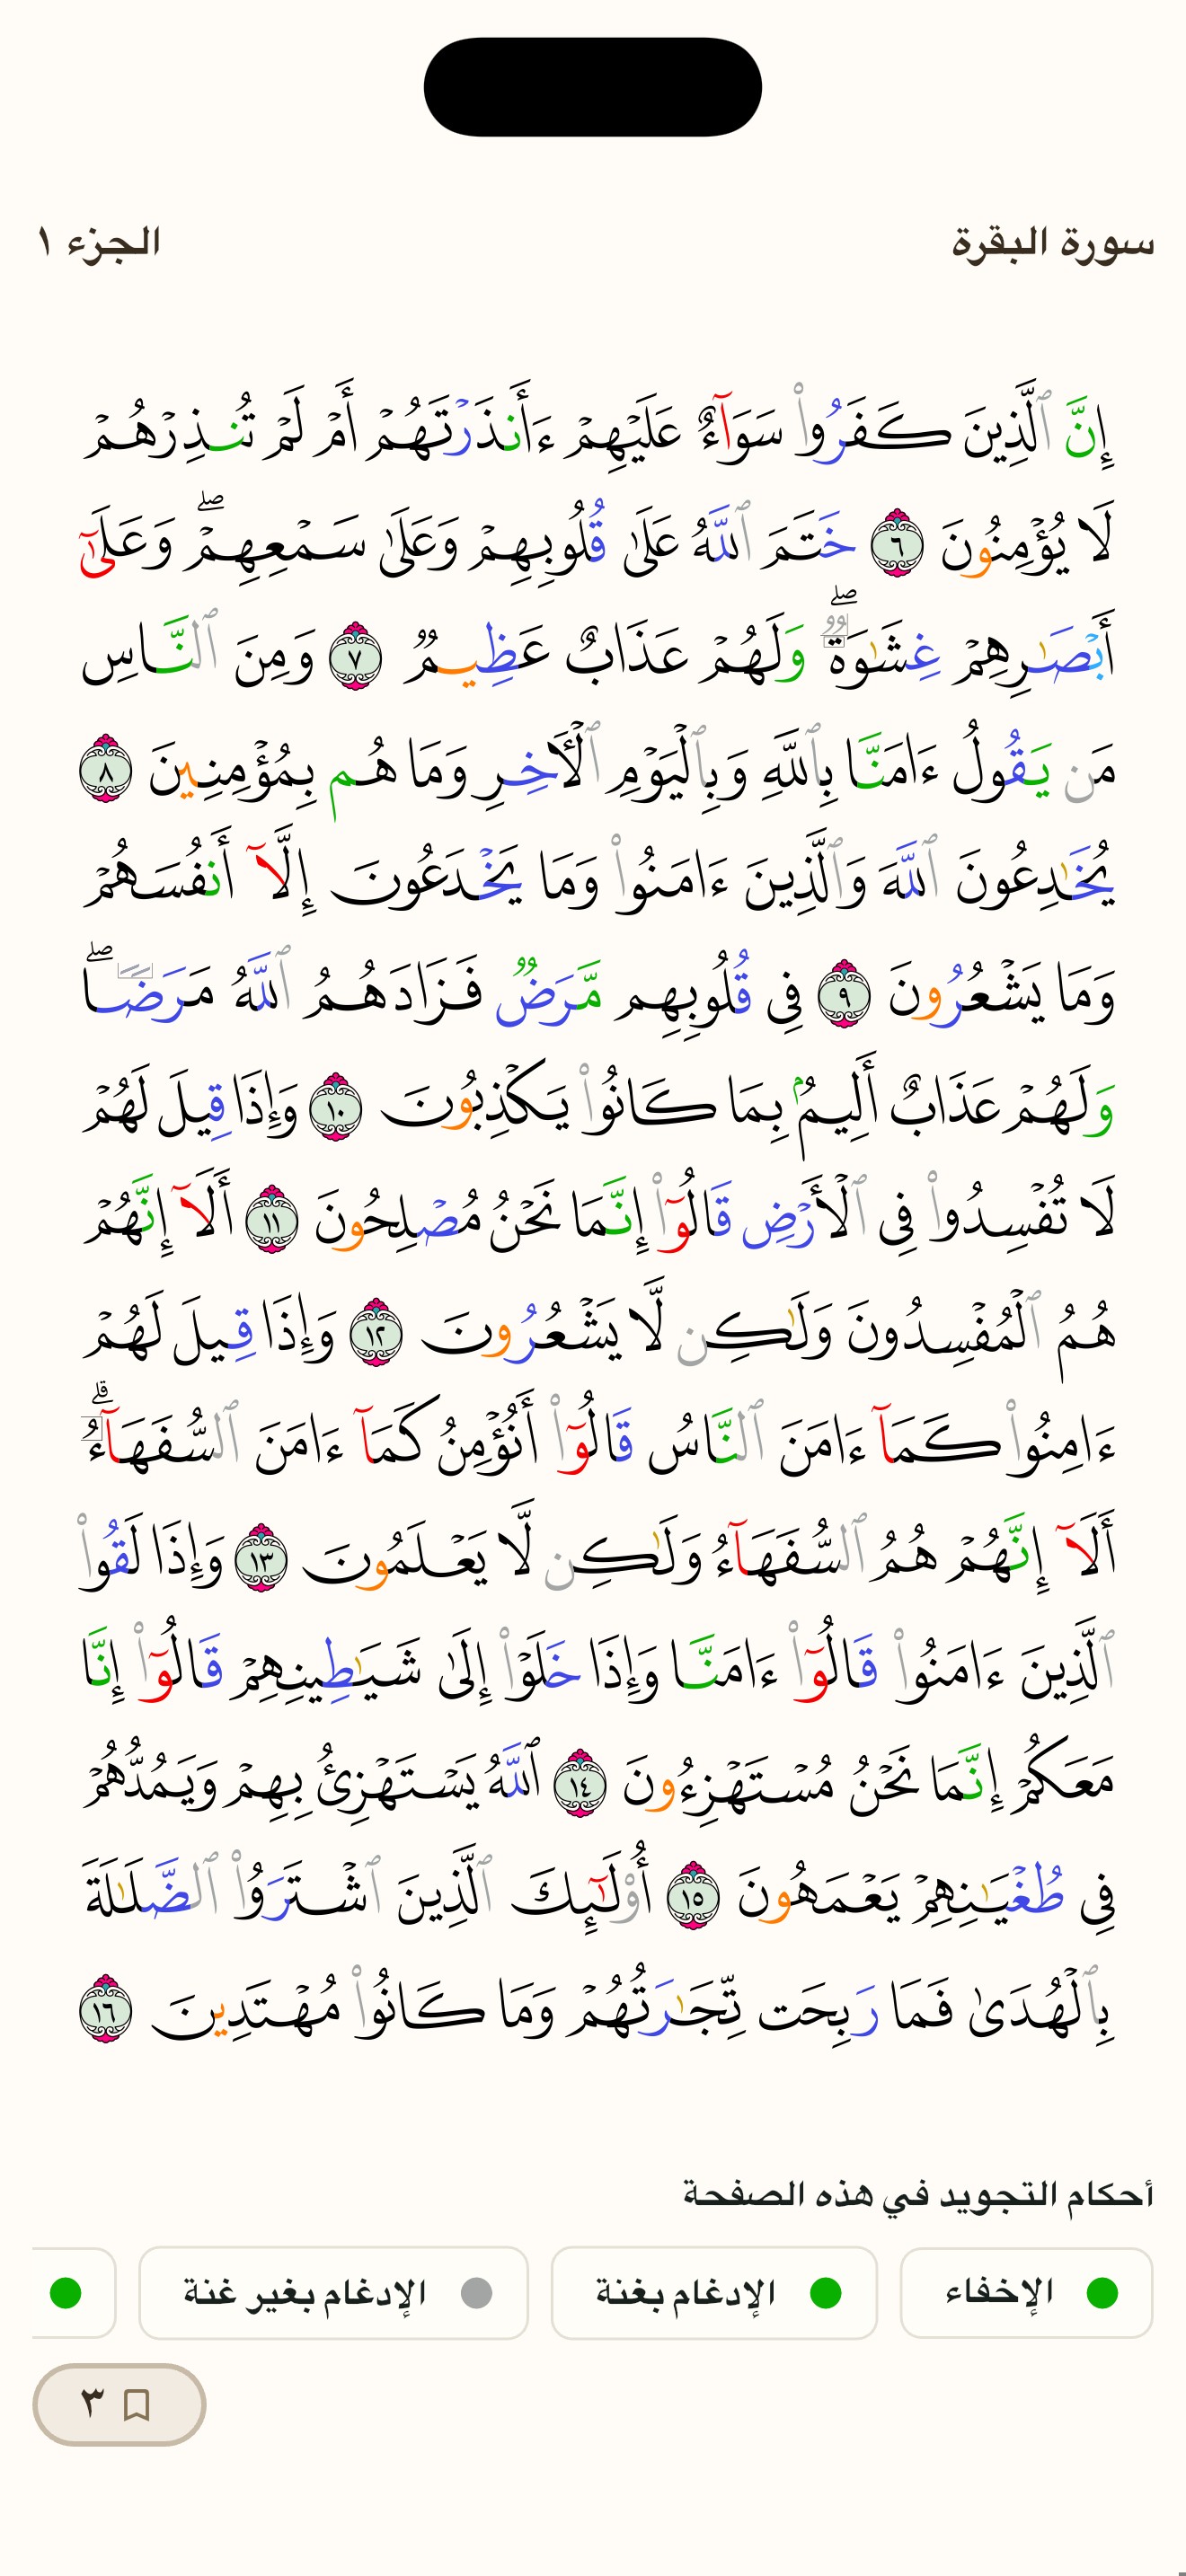 سورة البقرة
الجزء ١
إِنَّ ٱلَّذِينَ كَفَرُوا۟ سَوَآءٌ عَلَيْهِمْ ءَأَنذَرْتَهُمْ أَمْ لَمْ تُنذِرْهُمْ
لَا يُؤْمِنُونَ ٦ خَتَمَ ٱللَّهُ عَلَىٰ قُلُوبِهِمْ وَعَلَىٰ سَمْعِهِمْ ۖ وَعَلَىٰٓ
أَبْصَـٰرِهِمْ غِشَـٰوَةٌ ۖ وَلَهُمْ عَذَابٌ عَظِيمٌ ٧ وَمِنَ ٱلنَّاسِ
مَن يَقُولُ ءَامَنَّا بِٱللَّهِ وَبِٱلْيَوْمِ ٱلْـَٔاخِرِ وَمَا هُم بِمُؤْمِنِينَ ٨
يُخَـٰدِعُونَ ٱللَّهَ وَٱلَّذِينَ ءَامَنُوا۟ وَمَا يَخْدَعُونَ إِلَّآ أَنفُسَهُمْ
وَمَا يَشْعُرُونَ ٩ فِى قُلُوبِهِم مَّرَضٌ فَزَادَهُمُ ٱللَّهُ مَرَضًا ۖ
وَلَهُمْ عَذَابٌ أَلِيمٌۢ بِمَا كَانُوا۟ يَكْذِبُونَ ١٠ وَإِذَا قِيلَ لَهُمْ
لَا تُفْسِدُوا۟ فِى ٱلْأَرْضِ قَالُوٓا۟ إِنَّمَا نَحْنُ مُصْلِحُونَ ١١ أَلَآ إِنَّهُمْ
هُمُ ٱلْمُفْسِدُونَ وَلَـٰكِن لَّا يَشْعُرُونَ ١٢ وَإِذَا قِيلَ لَهُمْ
ءَامِنُوا۟ كَمَآ ءَامَنَ ٱلنَّاسُ قَالُوٓا۟ أَنُؤْمِنُ كَمَآ ءَامَنَ ٱلسُّفَهَآءُ ۗ
أَلَآ إِنَّهُمْ هُمُ ٱلسُّفَهَآءُ وَلَـٰكِن لَّا يَعْلَمُونَ ١٣ وَإِذَا لَقُوا۟
ٱلَّذِينَ ءَامَنُوا۟ قَالُوٓا۟ ءَامَنَّا وَإِذَا خَلَوْا۟ إِلَىٰ شَيَـٰطِينِهِمْ قَالُوٓا۟ إِنَّا
مَعَكُمْ إِنَّمَا نَحْنُ مُسْتَهْزِءُونَ ١٤ ٱللَّهُ يَسْتَهْزِئُ بِهِمْ وَيَمُدُّهُمْ
فِى طُغْيَـٰنِهِمْ يَعْمَهُونَ ١٥ أُو۟لَـٰٓئِكَ ٱلَّذِينَ ٱشْتَرَوُا۟ ٱلضَّلَـٰلَةَ
بِٱلْهُدَىٰ فَمَا رَبِحَت تِّجَـٰرَتُهُمْ وَمَا كَانُوا۟ مُهْتَدِينَ ١٦
أحكام التجويد في هذه الصفحة
الإخفاء
الإدغام بغنة
الإدغام بغير غنة
٣